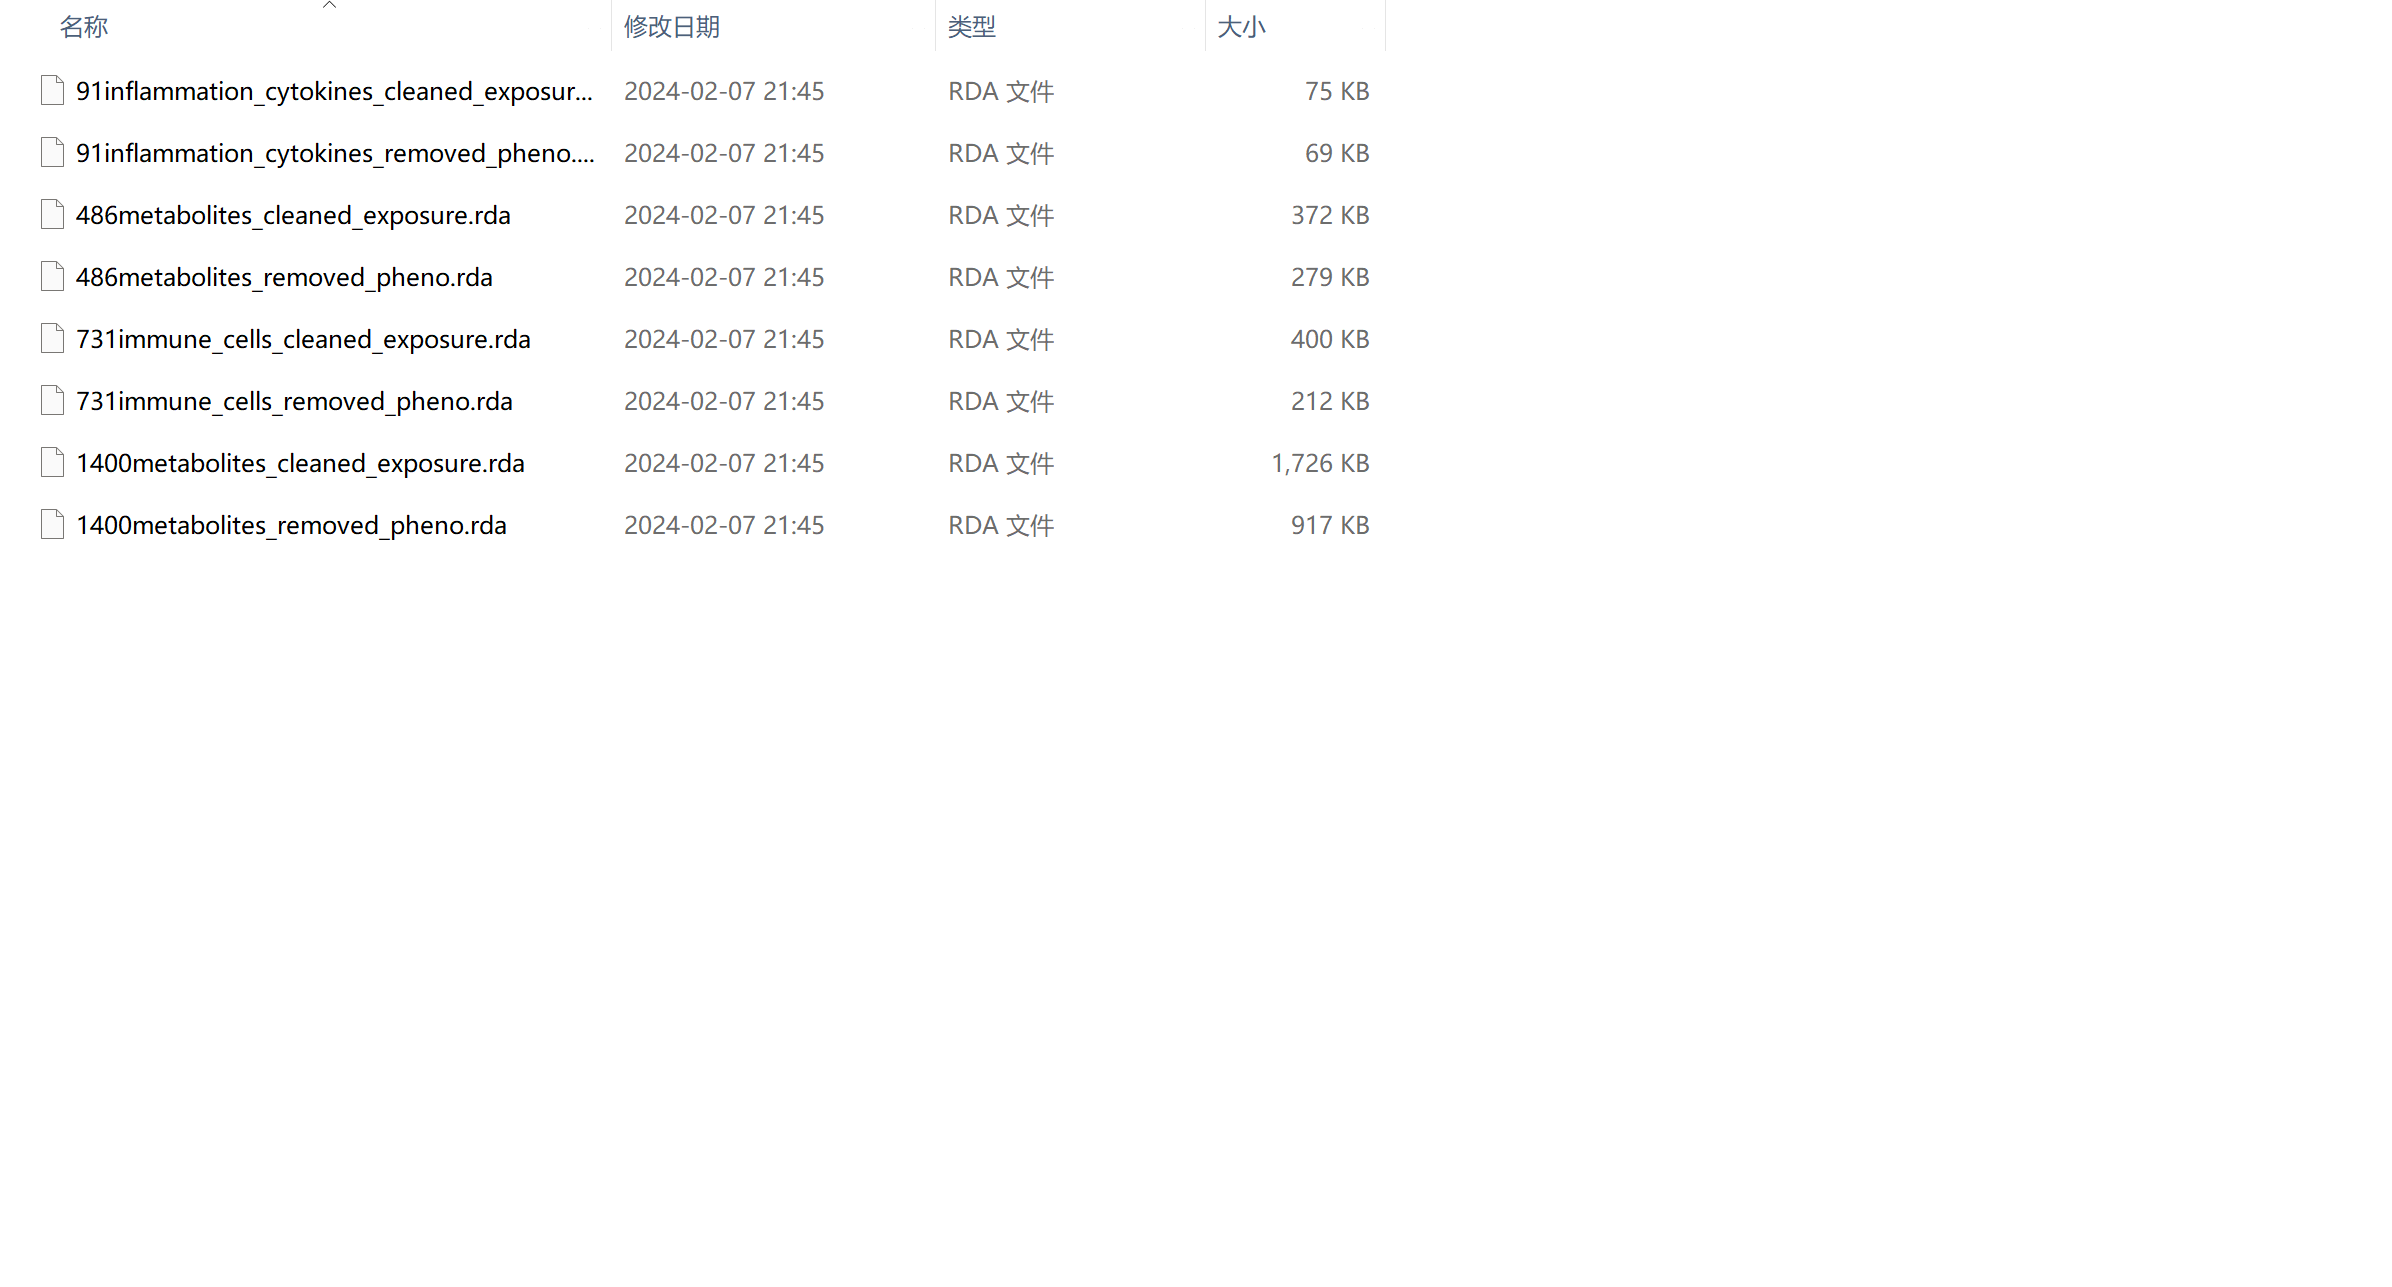 名称 修改日期 类型 大小
91inflammation_cytokines_cleaned_exposur... 2024-02-07 21:45 RDA 文件 75 KB
91inflammation_cytokines_removed_pheno.... 2024-02-07 21:45 RDA 文件 69 KB
486metabolites_cleaned_exposure.rda 2024-02-07 21:45 RDA 文件 372 KB
486metabolites_removed_pheno.rda 2024-02-07 21:45 RDA 文件 279 KB
731immune_cells_cleaned_exposure.rda 2024-02-07 21:45 RDA 文件 400 KB
731immune_cells_removed_pheno.rda 2024-02-07 21:45 RDA 文件 212 KB
1400metabolites_cleaned_exposure.rda 2024-02-07 21:45 RDA 文件 1,726 KB
1400metabolites_removed_pheno.rda 2024-02-07 21:45 RDA 文件 917 KB